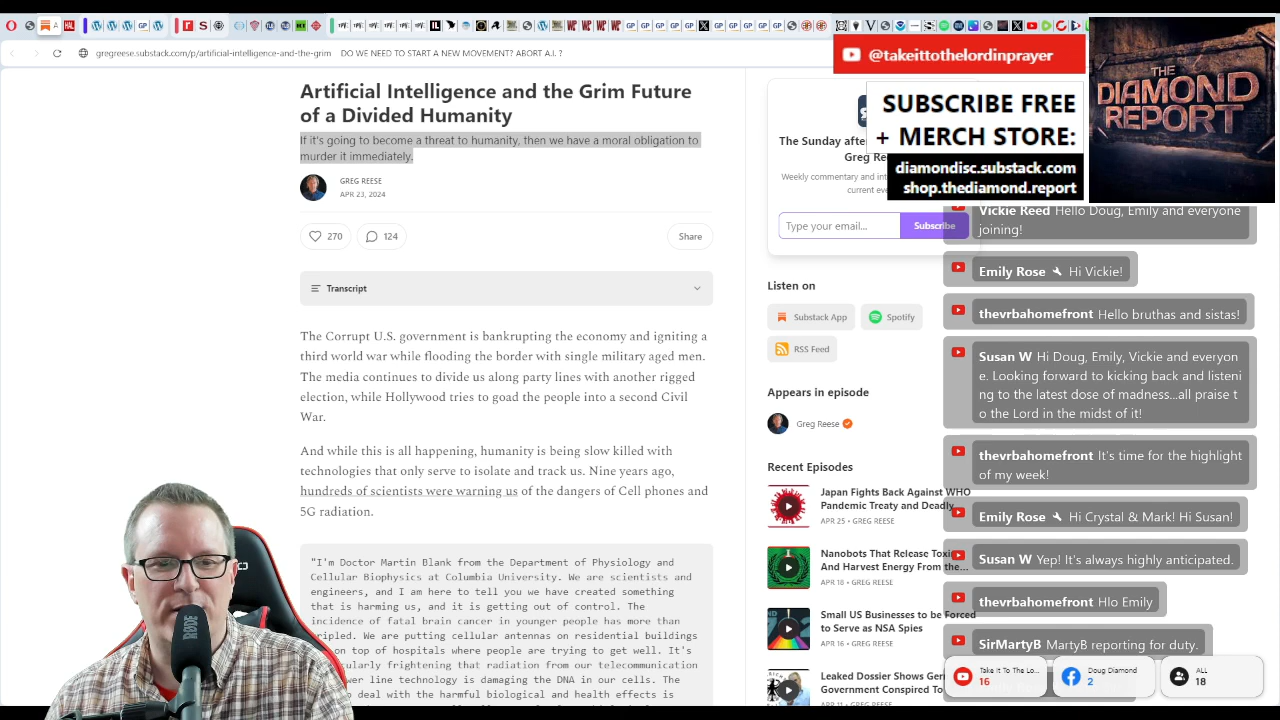 gregreese.substack.com/p/artificial-intelligence-and-the-grim DO WE NEED TO START A NEW MOVEMENT? ABORT A.I. ?
@takeittothelordinprayer
SUBSCRIBE FREE
+ MERCH STORE:
diamondisc.substack.com
shop.thediamond.report
THE
DIAMOND
REPORT
Artificial Intelligence and the Grim Future
of a Divided Humanity
If it's going to become a threat to humanity, then we have a moral obligation to
murder it immediately.
GREG REESE
APR 23, 2024
270
124
Share
Transcript
The Corrupt U.S. government is bankrupting the economy and igniting a
third world war while flooding the border with single military aged men.
The media continues to divide us along party lines with another rigged
election, while Hollywood tries to goad the people into a second Civil
War.
And while this is all happening, humanity is being slow killed with
technologies that only serve to isolate and track us. Nine years ago,
hundreds of scientists were warning us of the dangers of Cell phones and
5G radiation.
"I'm Doctor Martin Blank from the Department of Physiology and
Cellular Biophysics at Columbia University. We are scientists and
engineers, and I am here to tell you we have created something
that is harming us, and it is getting out of control. The
incidence of fatal brain cancer in younger people has more than
tripled. We are putting cellular antennas on residential buildings
on top of hospitals where people are trying to get well. It's
frightening that radiation from our telecommunication
line technology is damaging the DNA in our cells. The
deal with the harmful biological and health effects is
The Sunday
Greg
Weekly commentary and
current
Type your email...
Subscribe
Listen on
Substack App
Spotify
RSS Feed
Appears in episode
Greg Reese
Recent Episodes
Japan Fights Back Against WHO
Pandemic Treaty and Deadly
APR 25 • GREG REESE
Nanobots That Release
And Harvest Energy From the...
APR 18 • GREG REESE
Small US Businesses to be Forced
to Serve as NSA Spies
APR 16 • GREG REESE
Leaked Dossier Shows
Government Conspired
APR 11 • GREG REESE
Vickie Reed Hello Doug, Emily and everyone
joining!
Emily Rose Hi Vickie!
thevrbahomefront Hello bruthas and sistas!
Susan W Hi Doug, Emily, Vickie and everyon
e. Looking forward to kicking back and listeni
ng to the latest dose of madness...all praise t
o the Lord in the midst of it!
thevrbahomefront It's time for the highlight
of my week!
Emily Rose Hi Crystal & Mark! Hi Susan!
Susan W Yep! It's always highly anticipated.
thevrbahomefront Hlo Emily
SirMartyB MartyB reporting for duty.
Take It To The Lo...
16
Doug Diamond
2
ALL
18